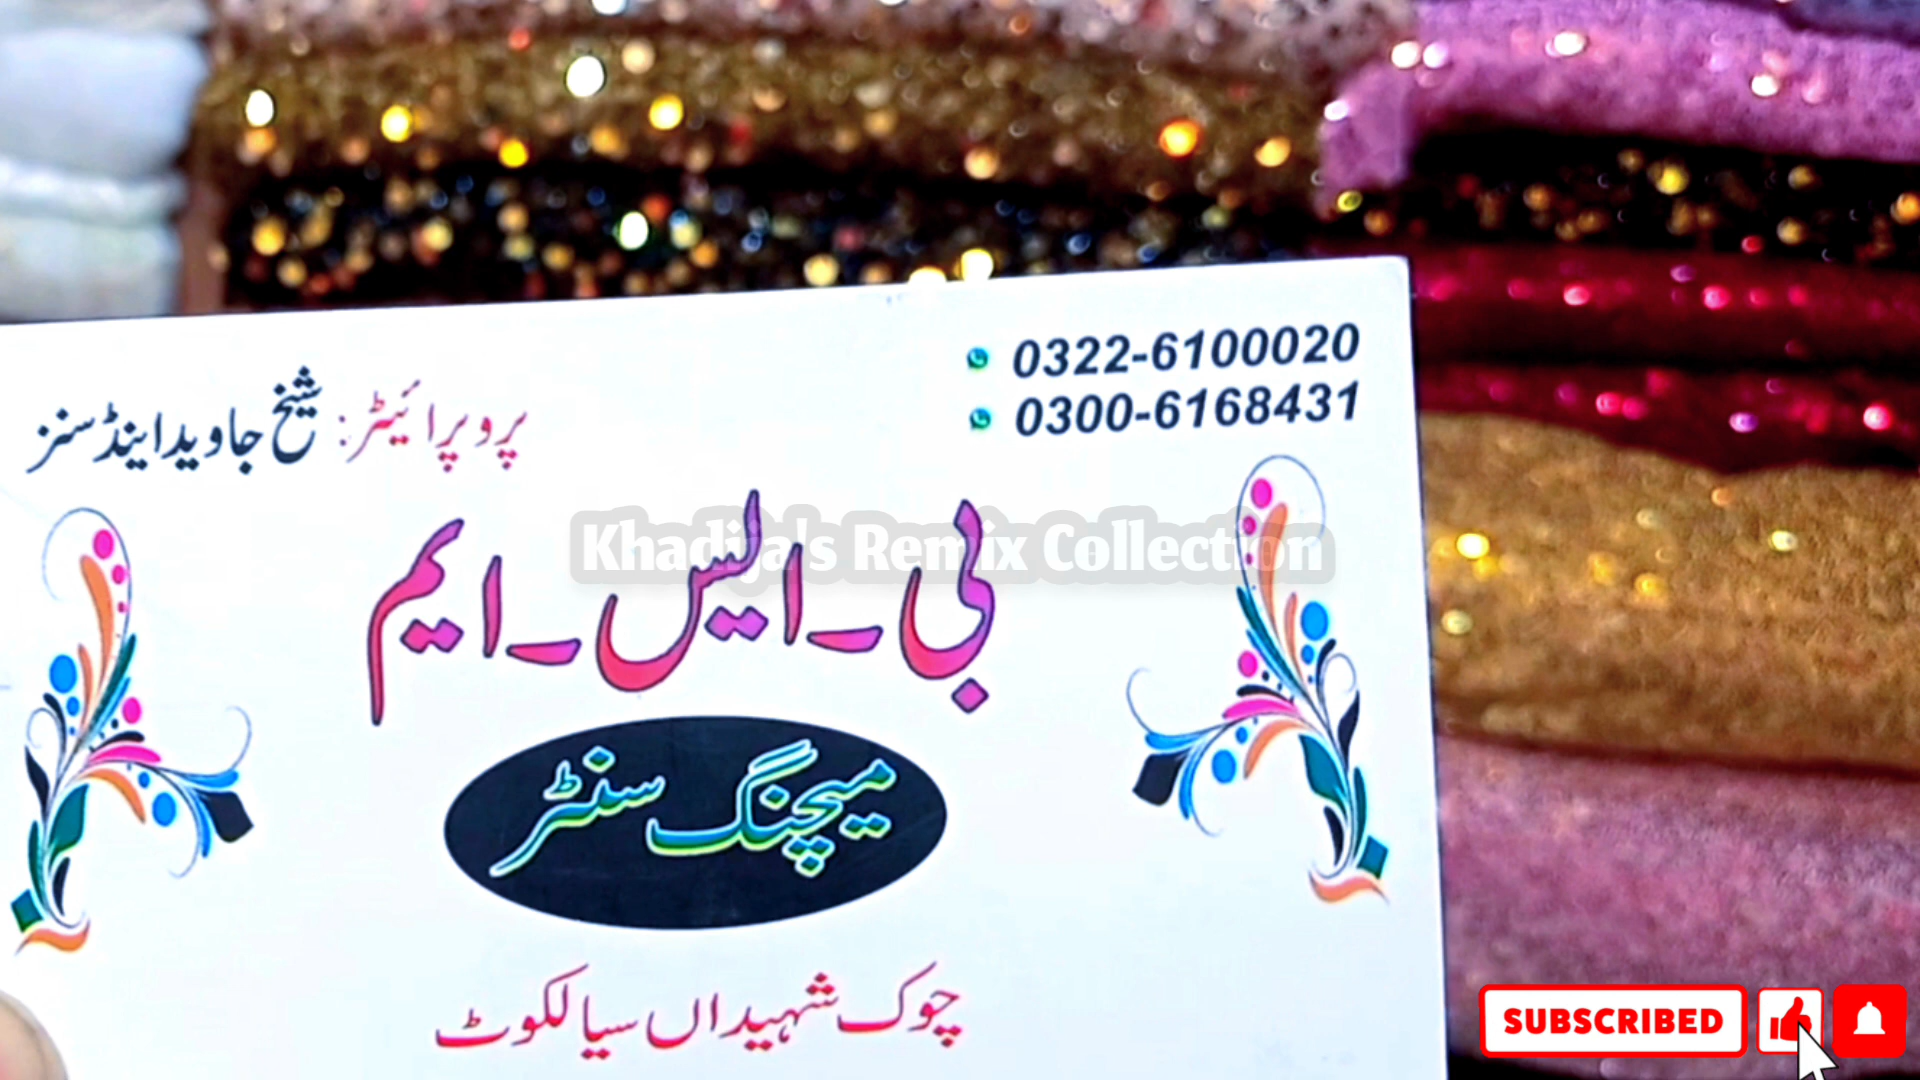 0322-6100020
0300-6168431
پروپرائیٹر: شیخ جاوید اینڈ سنز
Khadija's Remix Collection
بی۔ایس۔ایم
میچنگ سنٹر
چوک شہیداں سیالکوٹ
SUBSCRIBED